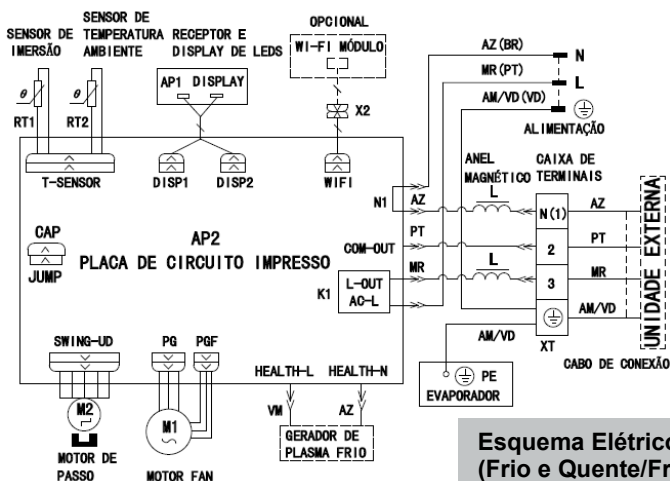 SENSOR DE
IMERSÃO
SENSOR DE
TEMPERATURA
AMBIENTE
RECEPTOR E
DISPLAY DE LEDS
OPCIONAL
WI-FI MÓDULO
AP1 DISPLAY
X2
θ
RT1
θ
RT2
AZ(BR)
N
MR(PT)
L
AM/VD(VD)
ALIMENTAÇÃO
T-SENSOR
DISP1
DISP2
WIFI
ANEL
MAGNÉTICO
CAIXA DE
TERMINAIS
N1
AZ
L
N(1)
AZ
CAP
JUMP
AP2
PLACA DE CIRCUITO IMPRESSO
COM-OUT
PT
2
PT
L-OUT
AC-L
K1
MR
L
3
MR
AM/VD
XT
UNIDADE EXTERNA
CABO DE CONEXÃO
AM/VD
PE
EVAPORADOR
SWING-UD
PG
PGF
HEALTH-L
HEALTH-N
M2
M1
VM
AZ
GERADOR DE
PLASMA FRIO
MOTOR DE
PASSO
MOTOR FAN
Esquema Elétrico
(Frio e Quente/Fr